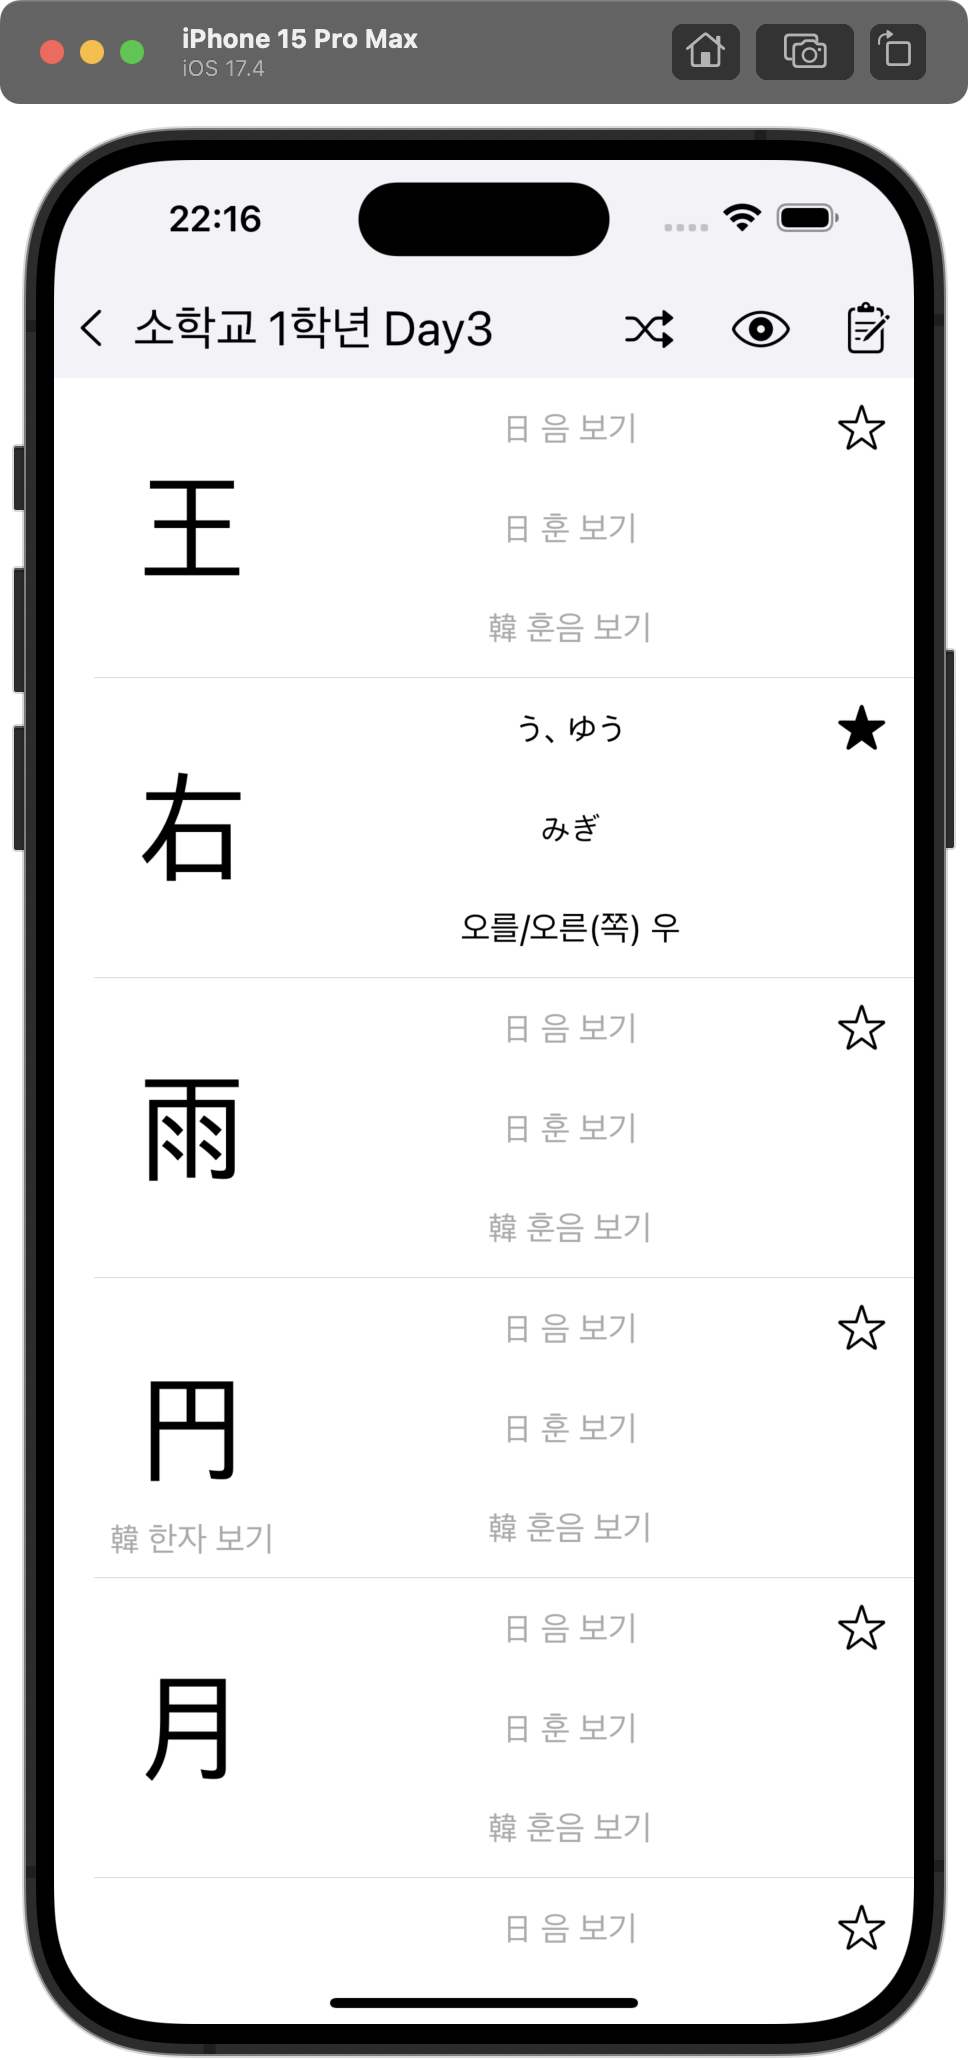 iPhone 15 Pro Max
iOS 17.4
22:16
소학교 1학년 Day3
王
日 음 보기
日 훈 보기
韓 훈음 보기
右
う、ゆう
みぎ
오를/오른(쪽) 우
雨
日 음 보기
日 훈 보기
韓 훈음 보기
円
韓 한자 보기
日 음 보기
日 훈 보기
韓 훈음 보기
月
日 음 보기
日 훈 보기
韓 훈음 보기
日 음 보기